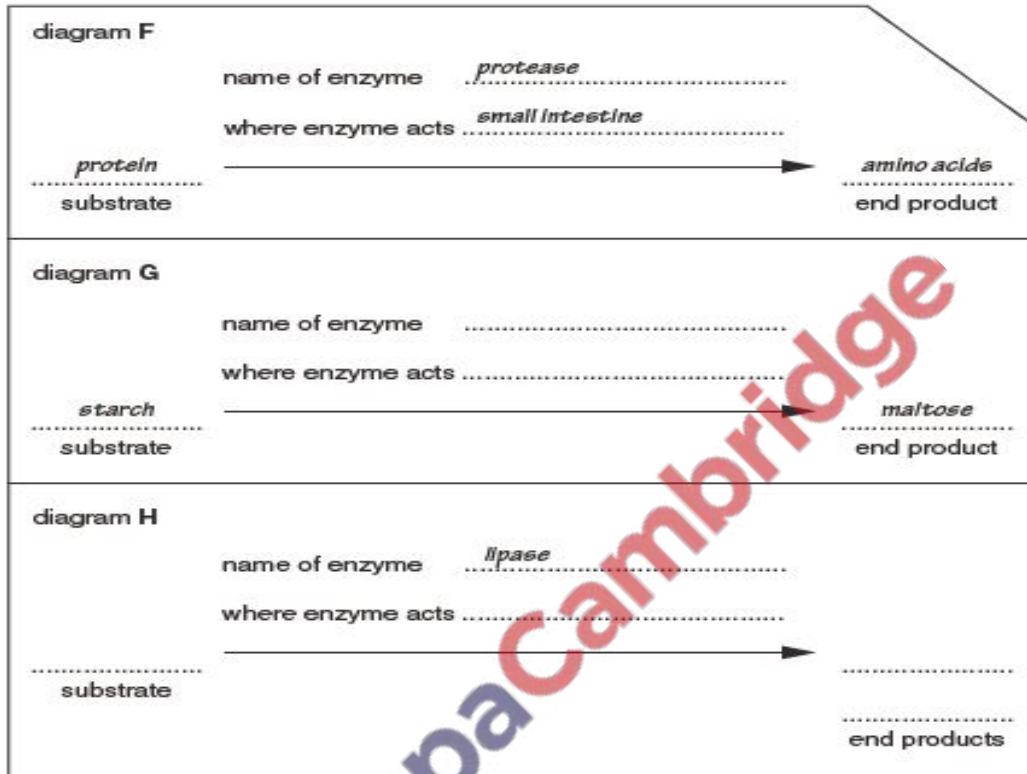 diagram F
name of enzyme protease
where enzyme acts small intestine
protein amino acids
substrate end product
diagram G
name of enzyme
where enzyme acts
starch maltose
substrate end product
diagram H
name of enzyme lipase
where enzyme acts
substrate
end products
paCambridge